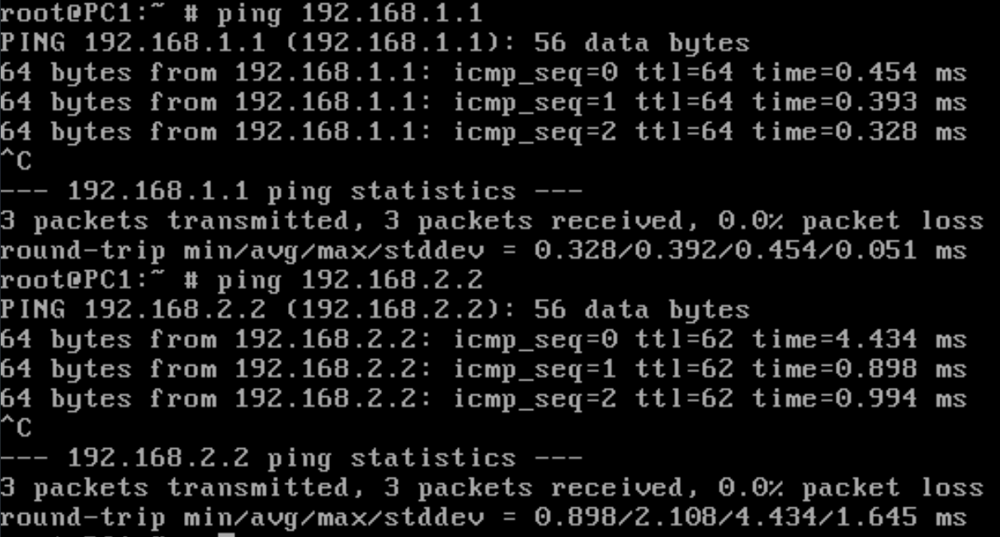 root@PC1:~ # ping 192.168.1.1
PING 192.168.1.1 (192.168.1.1): 56 data bytes
64 bytes from 192.168.1.1: icmp_seq=0 ttl=64 time=0.454 ms
64 bytes from 192.168.1.1: icmp_seq=1 ttl=64 time=0.393 ms
64 bytes from 192.168.1.1: icmp_seq=2 ttl=64 time=0.328 ms
^C
--- 192.168.1.1 ping statistics ---
3 packets transmitted, 3 packets received, 0.0% packet loss
round-trip min/avg/max/stddev = 0.328/0.392/0.454/0.051 ms
root@PC1:~ # ping 192.168.2.2
PING 192.168.2.2 (192.168.2.2): 56 data bytes
64 bytes from 192.168.2.2: icmp_seq=0 ttl=62 time=4.434 ms
64 bytes from 192.168.2.2: icmp_seq=1 ttl=62 time=0.898 ms
64 bytes from 192.168.2.2: icmp_seq=2 ttl=62 time=0.994 ms
^C
--- 192.168.2.2 ping statistics ---
3 packets transmitted, 3 packets received, 0.0% packet loss
round-trip min/avg/max/stddev = 0.898/2.108/4.434/1.645 ms